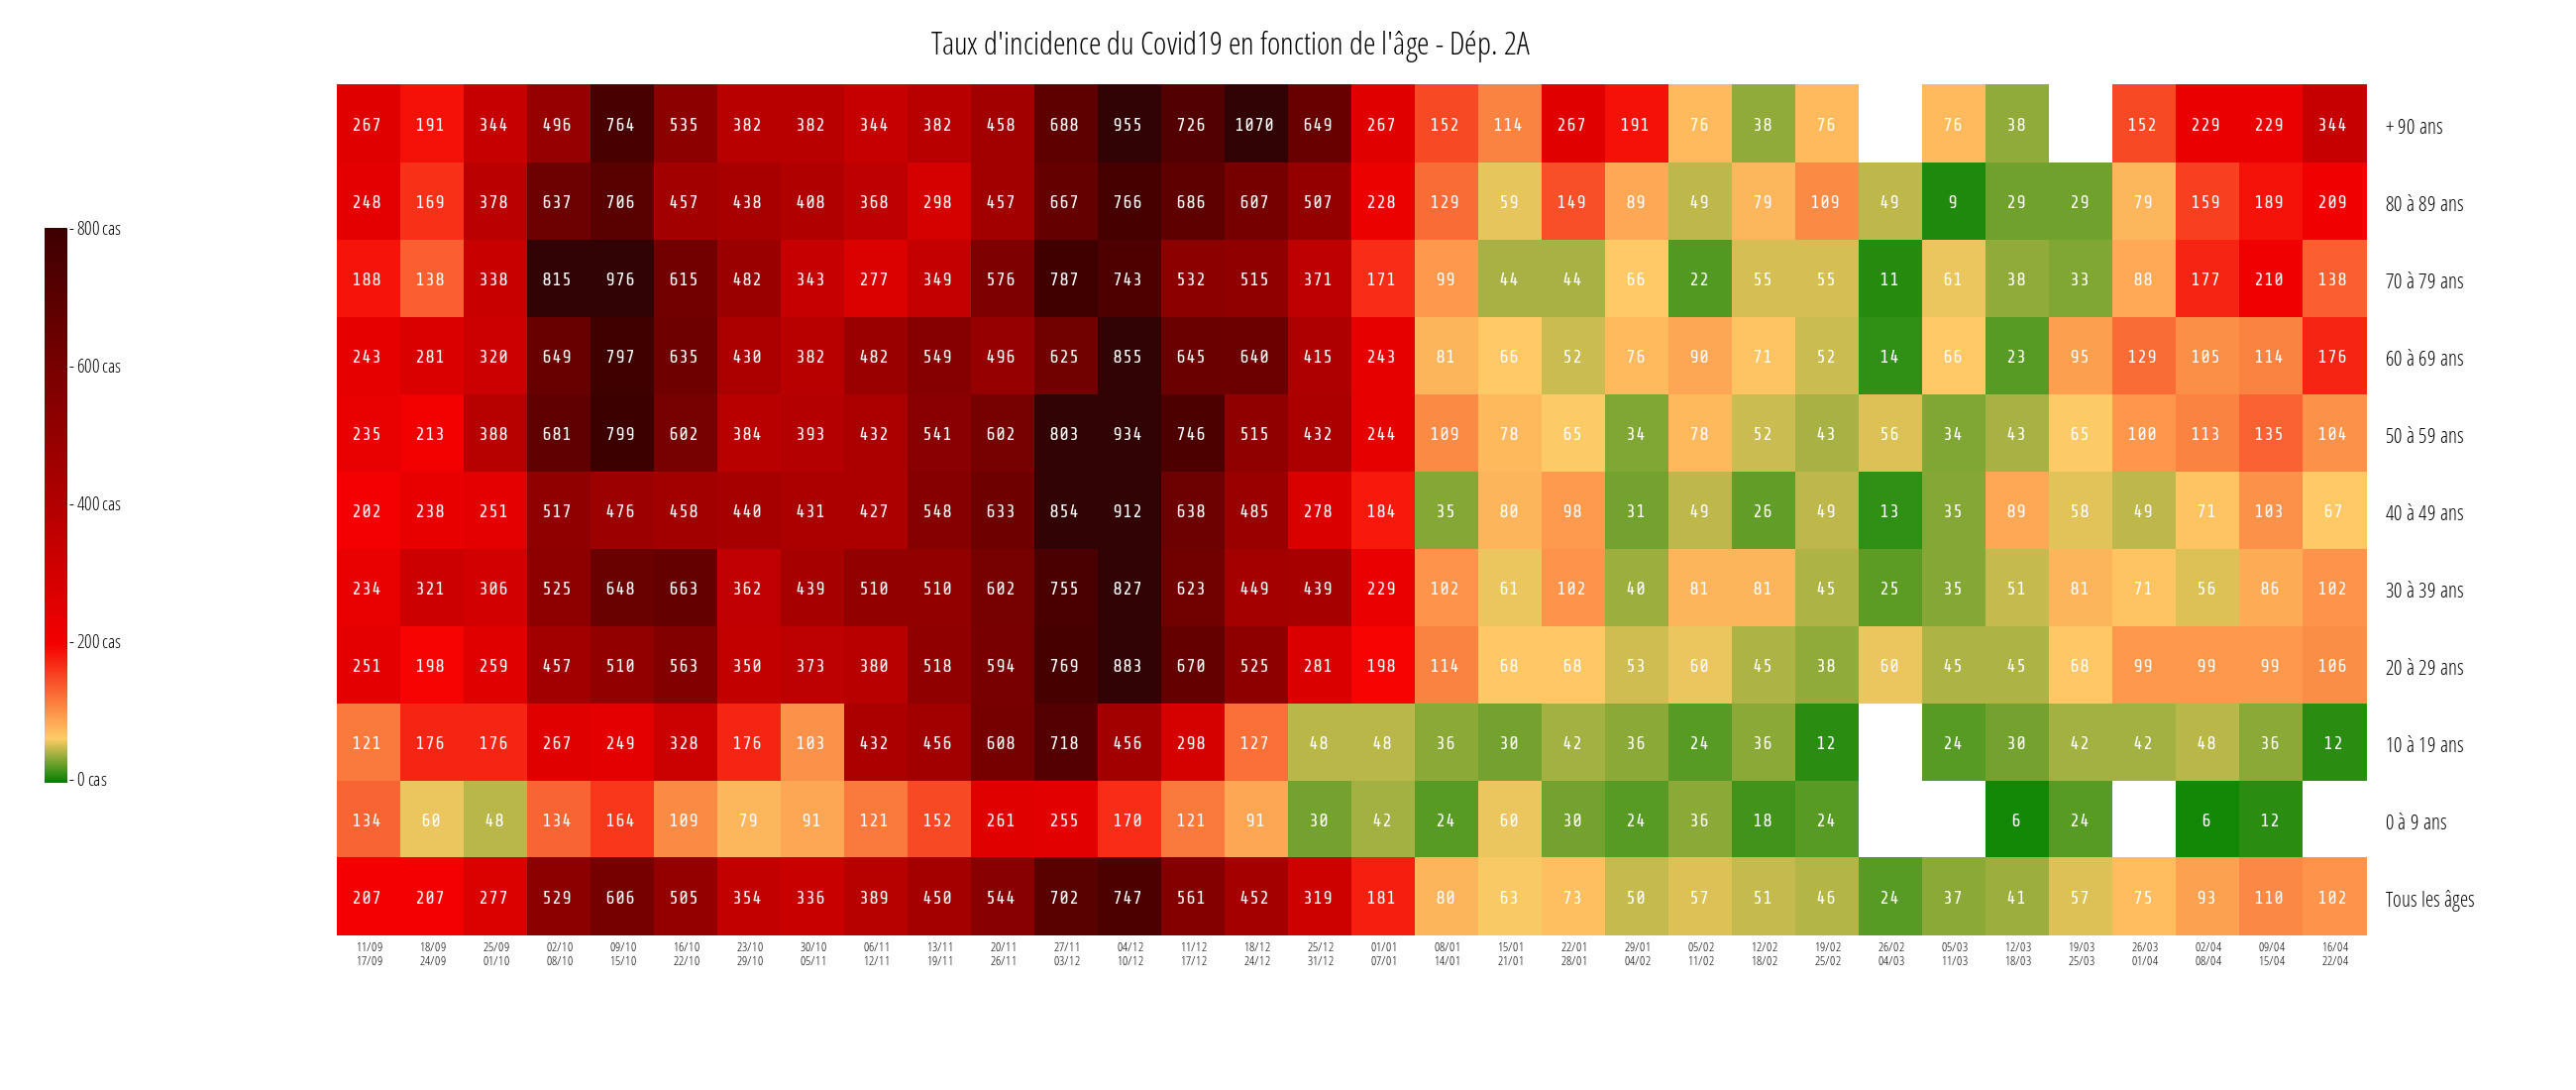 Taux d'incidence du Covid19 en fonction de l'âge - Dép. 2A
- 800 cas
- 600 cas
- 400 cas
- 200 cas
- 0 cas
267 191 344 496 764 535 382 382 344 382 458 688 955 726 1070 649 267 152 114 267 191 76 38 76 76 38 152 229 229 344 + 90 ans
248 169 378 637 706 457 438 408 368 298 457 667 766 686 607 507 228 129 59 149 89 49 79 109 49 9 29 29 79 159 189 209 80 à 89 ans
188 138 338 815 976 615 482 343 277 349 576 787 743 532 515 371 171 99 44 44 66 22 55 55 11 61 38 33 88 177 210 138 70 à 79 ans
243 281 320 649 797 635 430 382 482 549 496 625 855 645 640 415 243 81 66 52 76 90 71 52 14 66 23 95 129 105 114 176 60 à 69 ans
235 213 388 681 799 602 384 393 432 541 602 803 934 746 515 432 244 109 78 65 34 78 52 43 56 34 43 65 100 113 135 104 50 à 59 ans
202 238 251 517 476 458 440 431 427 548 633 854 912 638 485 278 184 35 80 98 31 49 26 49 13 35 89 58 49 71 103 67 40 à 49 ans
234 321 306 525 648 663 362 439 510 510 602 755 827 623 449 439 229 102 61 102 40 81 81 45 25 35 51 81 71 56 86 102 30 à 39 ans
251 198 259 457 510 563 350 373 380 518 594 769 883 670 525 281 198 114 68 68 53 60 45 38 60 45 45 68 99 99 99 106 20 à 29 ans
121 176 176 267 249 328 176 103 432 456 608 718 456 298 127 48 48 36 30 42 36 24 36 12 24 30 42 42 48 36 12 10 à 19 ans
134 60 48 134 164 109 79 91 121 152 261 255 170 121 91 30 42 24 60 30 24 36 18 24 6 24 6 12 0 à 9 ans
207 207 277 529 606 505 354 336 389 450 544 702 747 561 452 319 181 80 63 73 50 57 51 46 24 37 41 57 75 93 110 102 Tous les âges
11/09 18/09 25/09 02/10 09/10 16/10 23/10 30/10 06/11 13/11 20/11 27/11 04/12 11/12 18/12 25/12 01/01 08/01 15/01 22/01 29/01 05/02 12/02 19/02 26/02 05/03 12/03 19/03 26/03 02/04 09/04 16/04
17/09 24/09 01/10 08/10 15/10 22/10 29/10 05/11 12/11 19/11 26/11 03/12 10/12 17/12 24/12 31/12 07/01 14/01 21/01 28/01 04/02 11/02 18/02 25/02 04/03 11/03 18/03 25/03 01/04 08/04 15/04 22/04